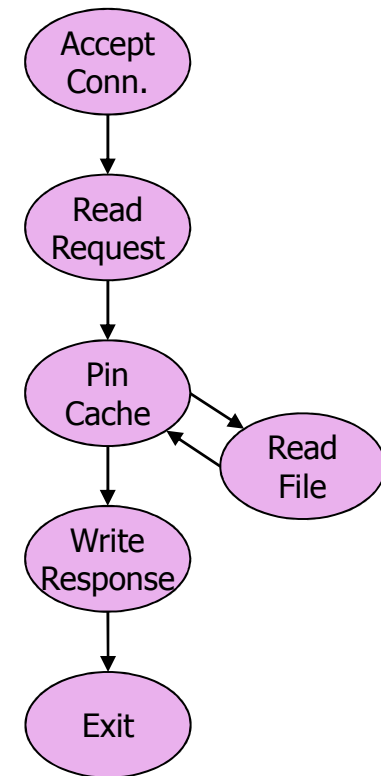 Accept
Conn.
Read
Request
Pin
Cache
Read
File
Write
Response
Exit